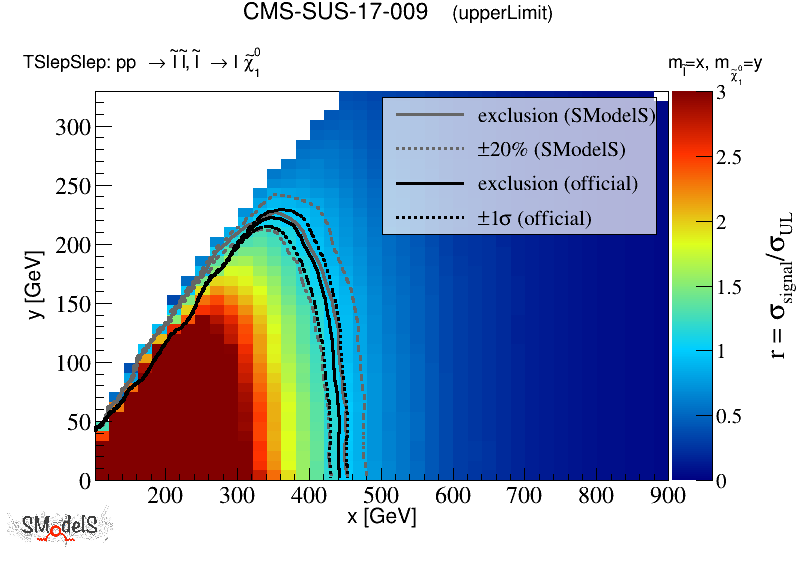 CMS-SUS-17-009 (upperLimit)
TSlepSlep: pp → l̃ l̃, l̃ → l χ̃₁⁰
m_l̃=x, m_χ̃₁⁰=y
exclusion (SModelS)
±20% (SModelS)
exclusion (official)
±1σ (official)
300
250
200
150
100
50
0
y [GeV]
200 300 400 500 600 700 800 900
x [GeV]
3
2.5
2
1.5
1
0.5
0
r = σ_signal/σ_UL
SModelS